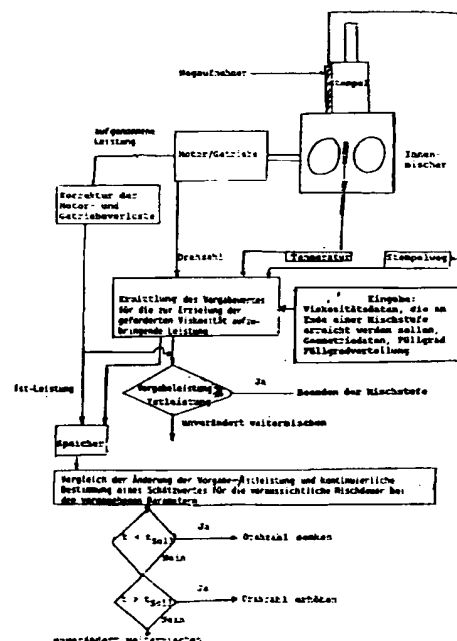 Wegaufnehmer
Stempel
aufgenommene
Leistung
Motor/Getriebe
Innen-
mischer
Korrektur der
Motor- und
Getriebeverluste
Drehzahl
Temperatur
Stempelweg
Ermittlung des Vorgabewertes
für die zur Erzielung der
geforderten Viskosität aufzu-
bringende Leistung
Eingabe:
Viskositätsdaten, die am
Ende einer Mischstufe
erreicht werden sollen,
Geometriedaten, Füllgrad
Füllgradverteilung
Ist-Leistung
Vorgabeleistung
Istleistung
Ja
Beenden der Mischstufe
unverändert weitermischen
Speicher
Vergleich der Änderung der Vorgabe-/Istleistung und kontinuierliche
Bestimmung eines Schätzwertes für die voraussichtliche Mischdauer bei
den vorgegebenen Parametern
t < tSoll
Ja
Drehzahl senken
Nein
t > tSoll
Ja
Drehzahl erhöhen
Nein
unverändert weitermischen